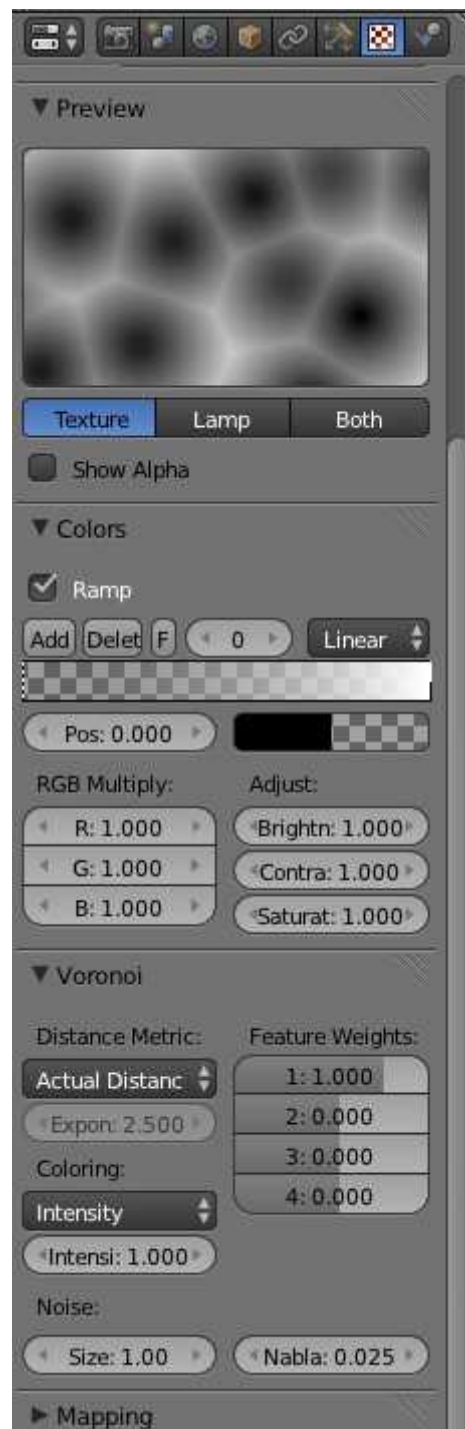 Preview
Texture Lamp Both
Show Alpha
Colors
Ramp
Add Delet F 0 Linear
Pos: 0.000
RGB Multiply: Adjust:
R: 1.000 Brightn: 1.000
G: 1.000 Contra: 1.000
B: 1.000 Saturat: 1.000
Voronoi
Distance Metric: Feature Weights:
Actual Distanc 1: 1.000
Expon: 2.500 2: 0.000
Coloring: 3: 0.000
Intensity 4: 0.000
Intensi: 1.000
Noise:
Size: 1.00 Nabla: 0.025
Mapping